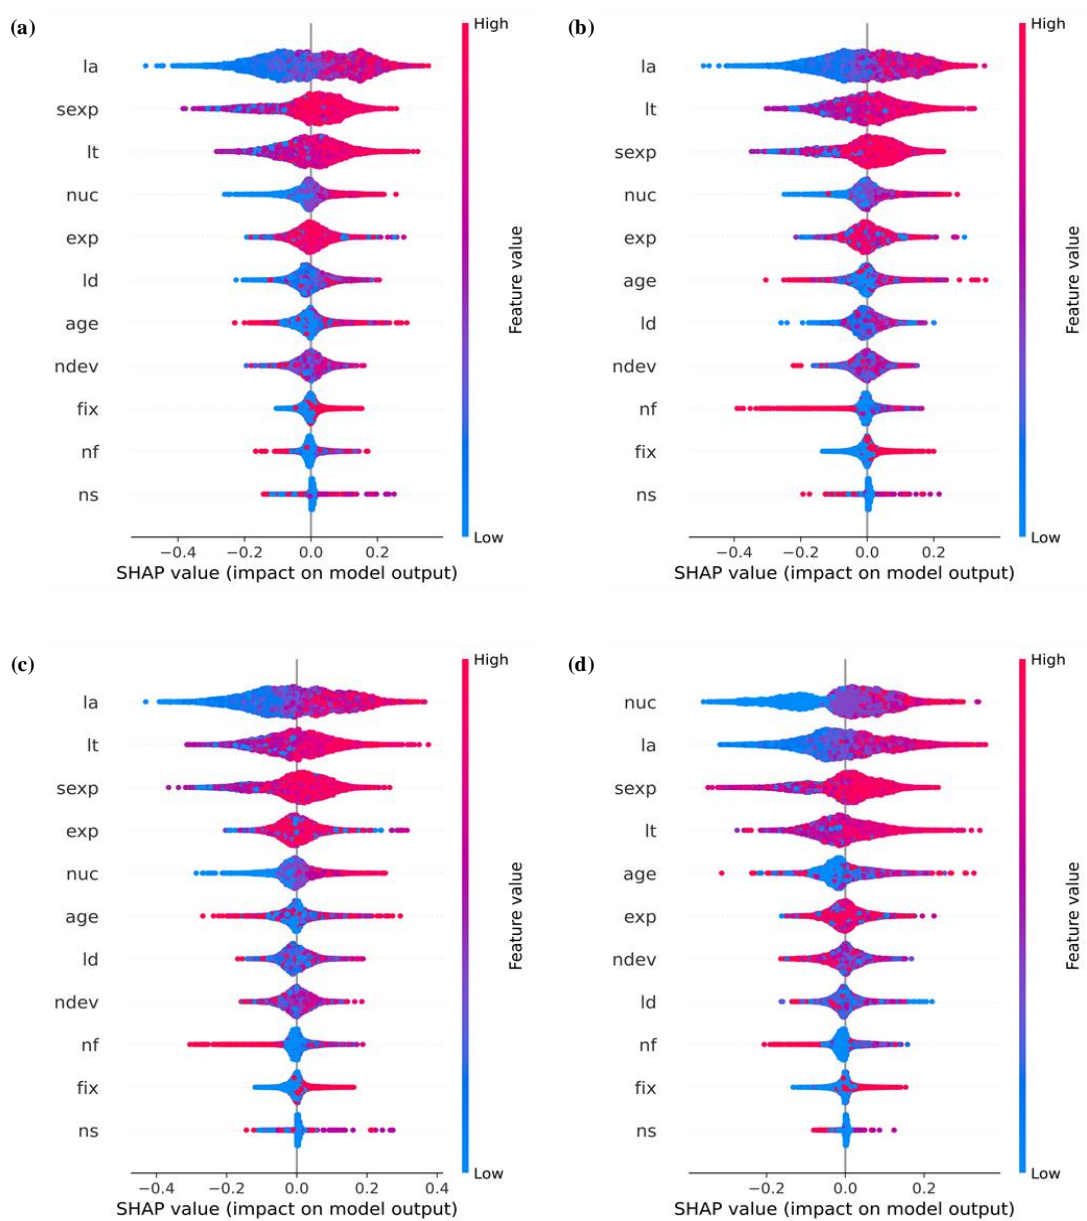 (a)
High
la
sexp
lt
nuc
exp
ld
age
ndev
fix
nf
ns
Low
Feature value
−0.4 −0.2 0.0 0.2
SHAP value (impact on model output)
(b)
High
la
lt
sexp
nuc
exp
age
ld
ndev
nf
fix
ns
Low
Feature value
−0.4 −0.2 0.0 0.2
SHAP value (impact on model output)
(c)
High
la
lt
sexp
exp
nuc
age
ld
ndev
nf
fix
ns
Low
Feature value
−0.4 −0.2 0.0 0.2 0.4
SHAP value (impact on model output)
(d)
High
nuc
la
sexp
lt
age
exp
ndev
ld
nf
fix
ns
Low
Feature value
−0.2 0.0 0.2
SHAP value (impact on model output)